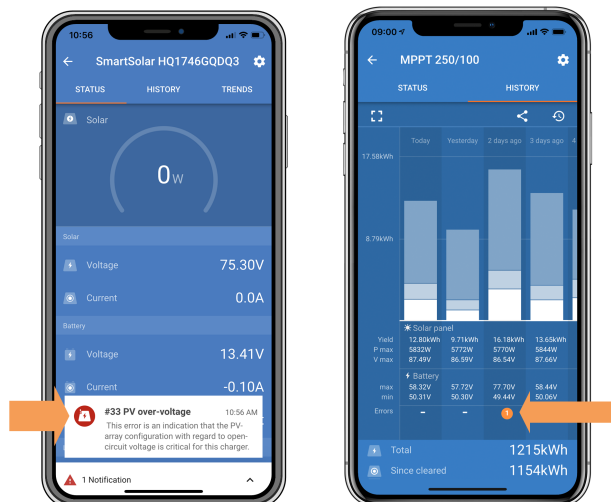 10:56
SmartSolar HQ1746GQDQ3
STATUS HISTORY TRENDS
Solar
0W
Solar
Voltage 75.30V
Current 0.0A
Battery
Voltage 13.41V
Current -0.10A
#33 PV over-voltage 10:56 AM
This error is an indication that the PV-
array configuration with regard to open-
circuit voltage is critical for this charger.
1 Notification
09:00
MPPT 250/100
STATUS HISTORY
Today Yesterday 2 days ago 3 days ago 4
17.58kWh
8.79kWh
Solar panel
Yield 12.80kWh 9.71kWh 16.18kWh 13.65kWh
P max 5832W 5772W 5770W 5844W
V max 87.49V 86.59V 86.54V 87.66V
Battery
max 58.32V 57.72V 77.70V 58.44V
min 50.31V 50.30V 49.44V 50.06V
Errors – – 1
Total 1215kWh
Since cleared 1154kWh